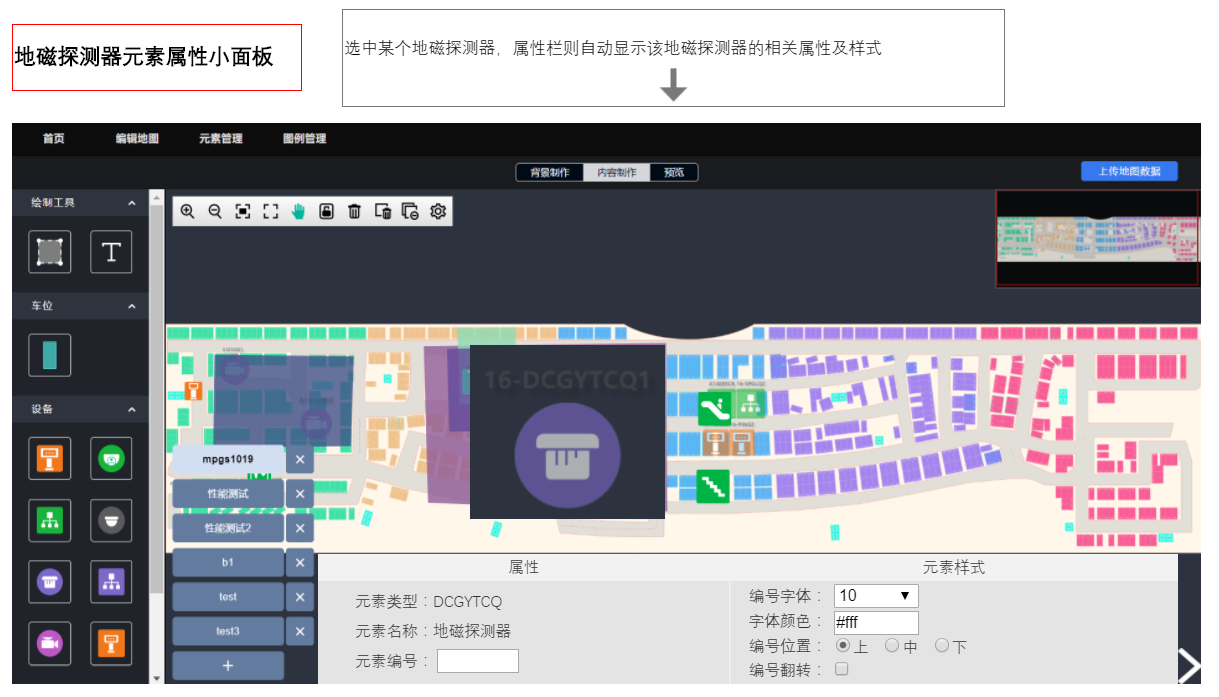 地磁探测器元素属性小面板
选中某个地磁探测器，属性栏则自动显示该地磁探测器的相关属性及样式
首页 编辑地图 元素管理 图例管理
背景制作 内容制作 预览 上传地图数据
绘制工具
T
车位
16-DCGYTCQ1
设备
mpgs1019 ×
性能测试 ×
性能测试2 ×
b1 ×
test ×
test3 ×
+
属性 元素样式
元素类型：DCGYTCQ
元素名称：地磁探测器
元素编号：
编号字体： 10
字体颜色： #fff
编号位置： 上 中 下
编号翻转：